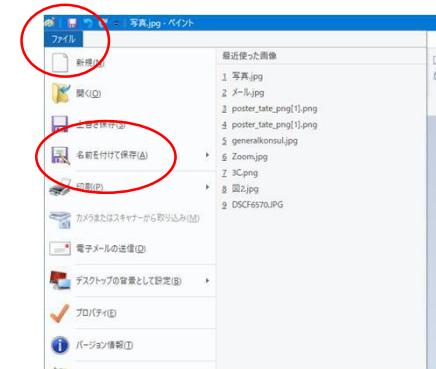 写真.jpg - ペイント
ファイル
新規(N)
開く(O)
上書き保存(S)
名前を付けて保存(A)
印刷(P)
カメラまたはスキャナーから取り込み(M)
電子メールの送信(D)
デスクトップの背景として設定(B)
プロパティ(E)
バージョン情報(T)
最近使った画像
1 写真.jpg
2 メール.jpg
3 poster_tate_png[1].png
4 poster_tate_png[1].png
5 generalkonsul.jpg
6 Zoom.jpg
7 3C.png
8 図2.jpg
9 DSCF6570.JPG